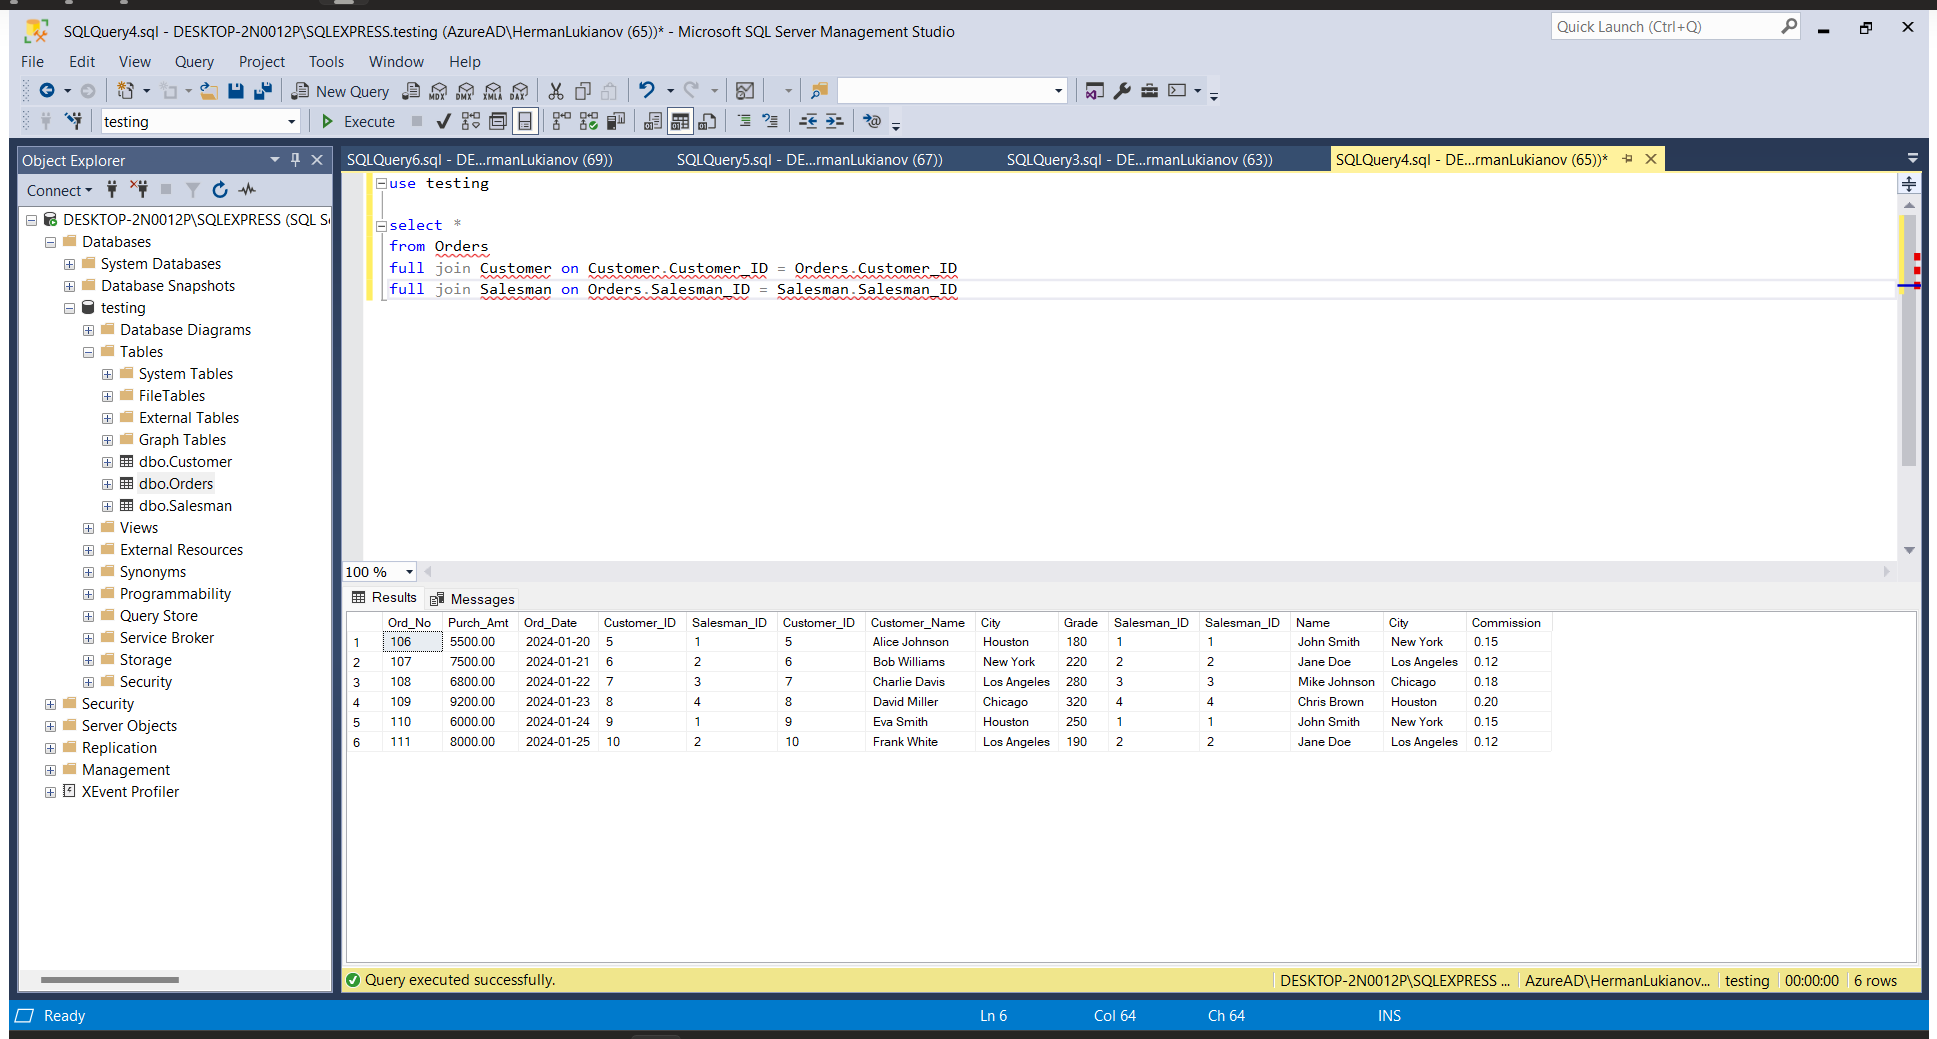 SQLQuery4.sql - DESKTOP-2N0012P\SQLEXPRESS.testing (AzureAD\HermanLukianov (65))* - Microsoft SQL Server Management Studio
Quick Launch (Ctrl+Q)
File Edit View Query Project Tools Window Help
New Query MDX DMX XMLA DAX
testing Execute
Object Explorer
SQLQuery6.sql - DE...rmanLukianov (69)) SQLQuery5.sql - DE...rmanLukianov (67)) SQLQuery3.sql - DE...rmanLukianov (63)) SQLQuery4.sql - DE...rmanLukianov (65))*
Connect
DESKTOP-2N0012P\SQLEXPRESS (SQL S
Databases
System Databases
Database Snapshots
testing
Database Diagrams
Tables
System Tables
FileTables
External Tables
Graph Tables
dbo.Customer
dbo.Orders
dbo.Salesman
Views
External Resources
Synonyms
Programmability
Query Store
Service Broker
Storage
Security
Security
Server Objects
Replication
Management
XEvent Profiler
use testing
select *
from Orders
full join Customer on Customer.Customer_ID = Orders.Customer_ID
full join Salesman on Orders.Salesman_ID = Salesman.Salesman_ID
100 %
Results Messages
Ord_No Purch_Amt Ord_Date Customer_ID Salesman_ID Customer_ID Customer_Name City Grade Salesman_ID Salesman_ID Name City Commission
1 106 5500.00 2024-01-20 5 1 5 Alice Johnson Houston 180 1 1 John Smith New York 0.15
2 107 7500.00 2024-01-21 6 2 6 Bob Williams New York 220 2 2 Jane Doe Los Angeles 0.12
3 108 6800.00 2024-01-22 7 3 7 Charlie Davis Los Angeles 280 3 3 Mike Johnson Chicago 0.18
4 109 9200.00 2024-01-23 8 4 8 David Miller Chicago 320 4 4 Chris Brown Houston 0.20
5 110 6000.00 2024-01-24 9 1 9 Eva Smith Houston 250 1 1 John Smith New York 0.15
6 111 8000.00 2024-01-25 10 2 10 Frank White Los Angeles 190 2 2 Jane Doe Los Angeles 0.12
Query executed successfully. DESKTOP-2N0012P\SQLEXPRESS ... AzureAD\HermanLukianov... testing 00:00:00 6 rows
Ready Ln 6 Col 64 Ch 64 INS